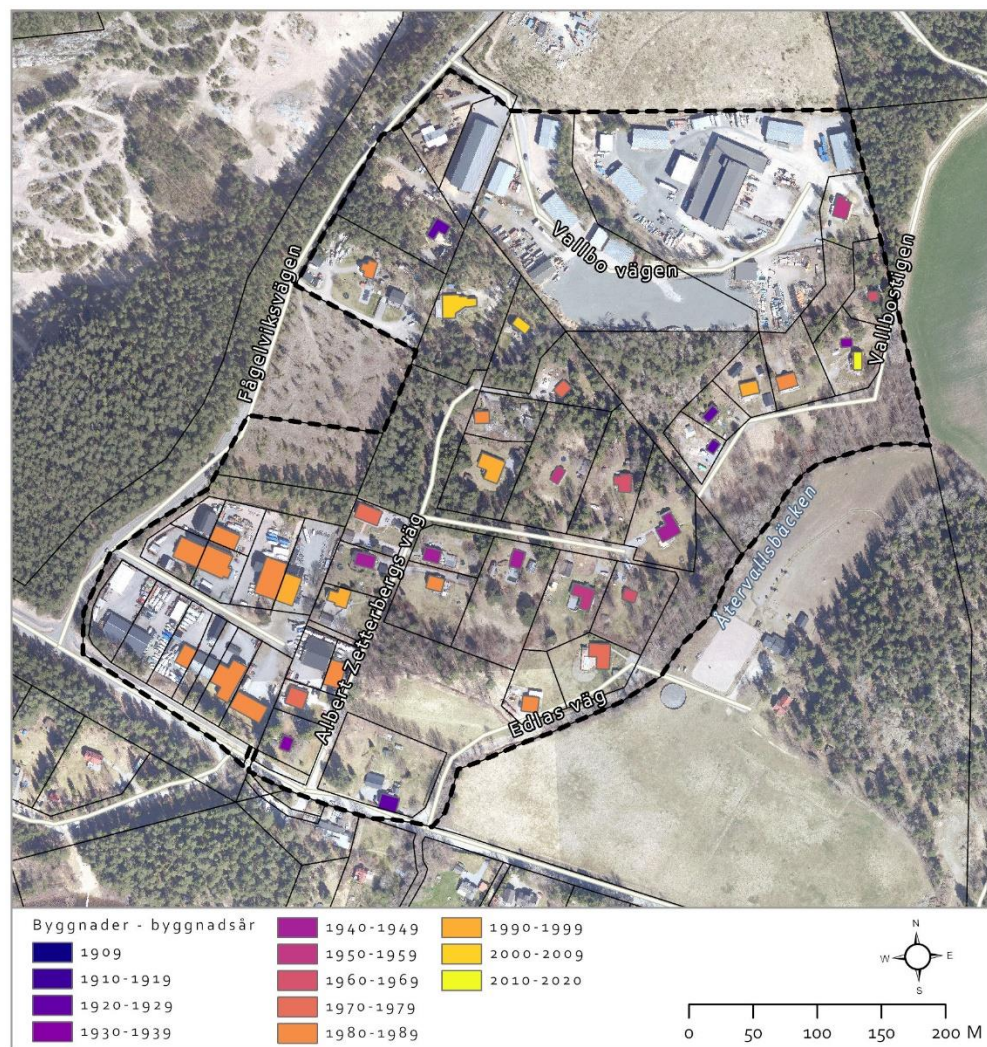 Fågelviksvägen
Vallbo vägen
Vallbostigen
Återvallsbäcken
Albert Zetterbergs väg
Edlas väg
Byggnader - byggnadsår
1909
1910-1919
1920-1929
1930-1939
1940-1949
1950-1959
1960-1969
1970-1979
1980-1989
1990-1999
2000-2009
2010-2020
N
W E
S
0 50 100 150 200 M